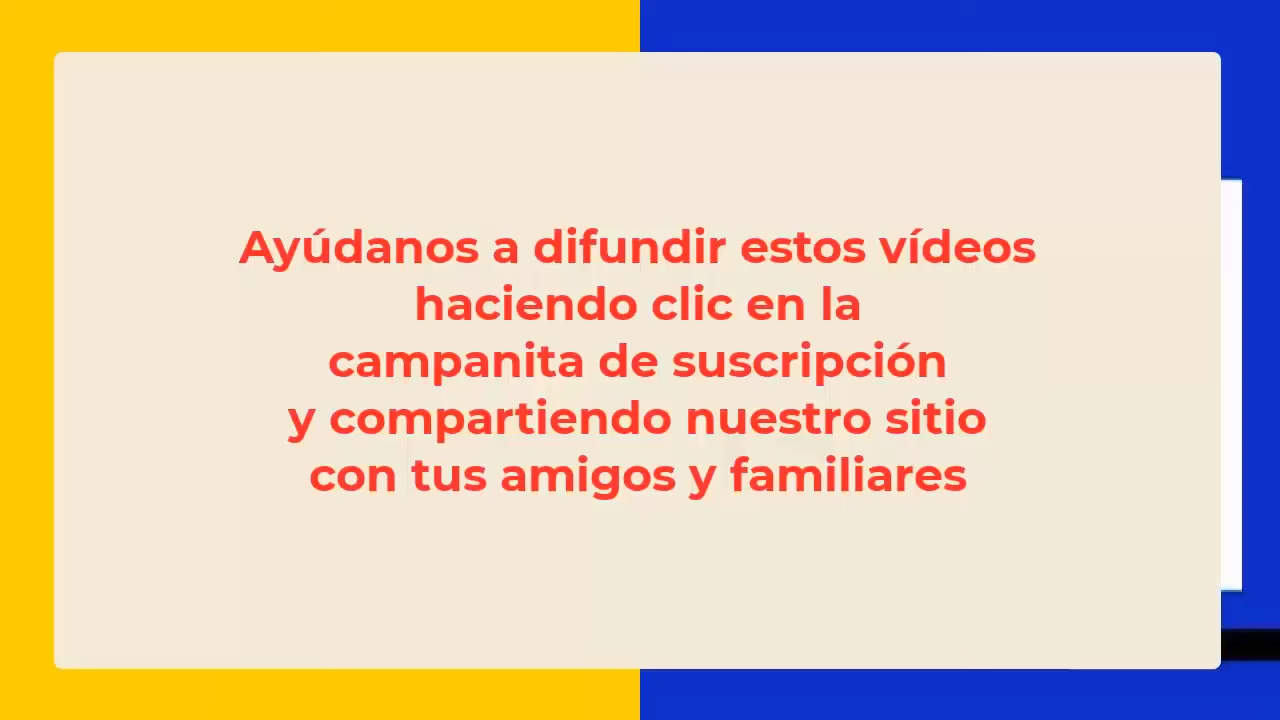 Ayúdanos a difundir estos vídeos
haciendo clic en la
campanita de suscripción
y compartiendo nuestro sitio
con tus amigos y familiares